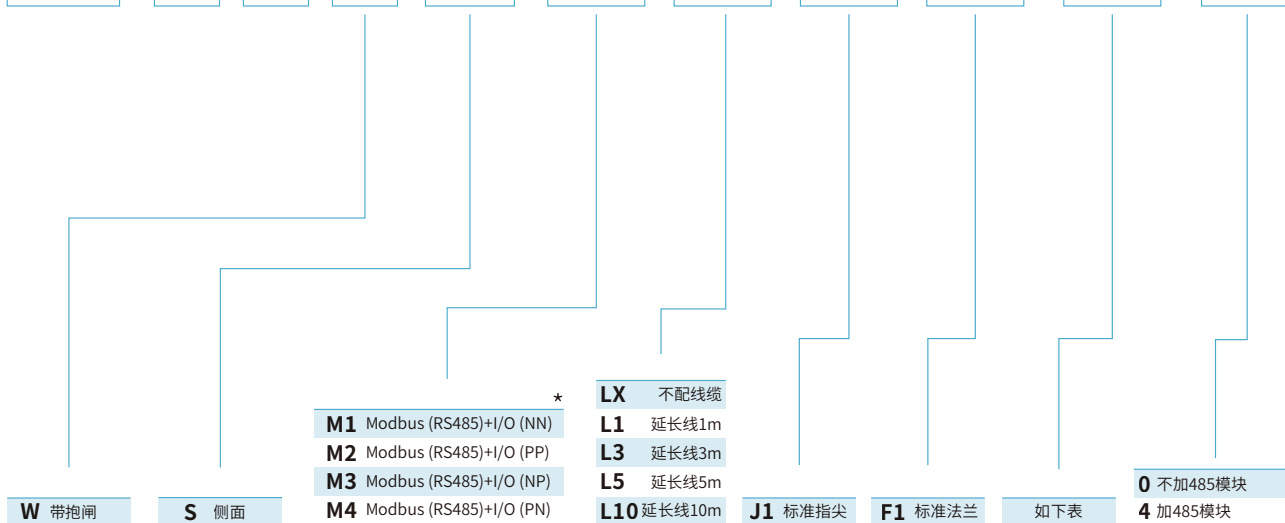 *
M1 Modbus (RS485)+I/O (NN)
M2 Modbus (RS485)+I/O (PP)
M3 Modbus (RS485)+I/O (NP)
M4 Modbus (RS485)+I/O (PN)
LX 不配线缆
L1 延长线1m
L3 延长线3m
L5 延长线5m
L10 延长线10m
W 带抱闸
S 侧面
J1 标准指尖
F1 标准法兰
如下表
0 不加485模块
4 加485模块